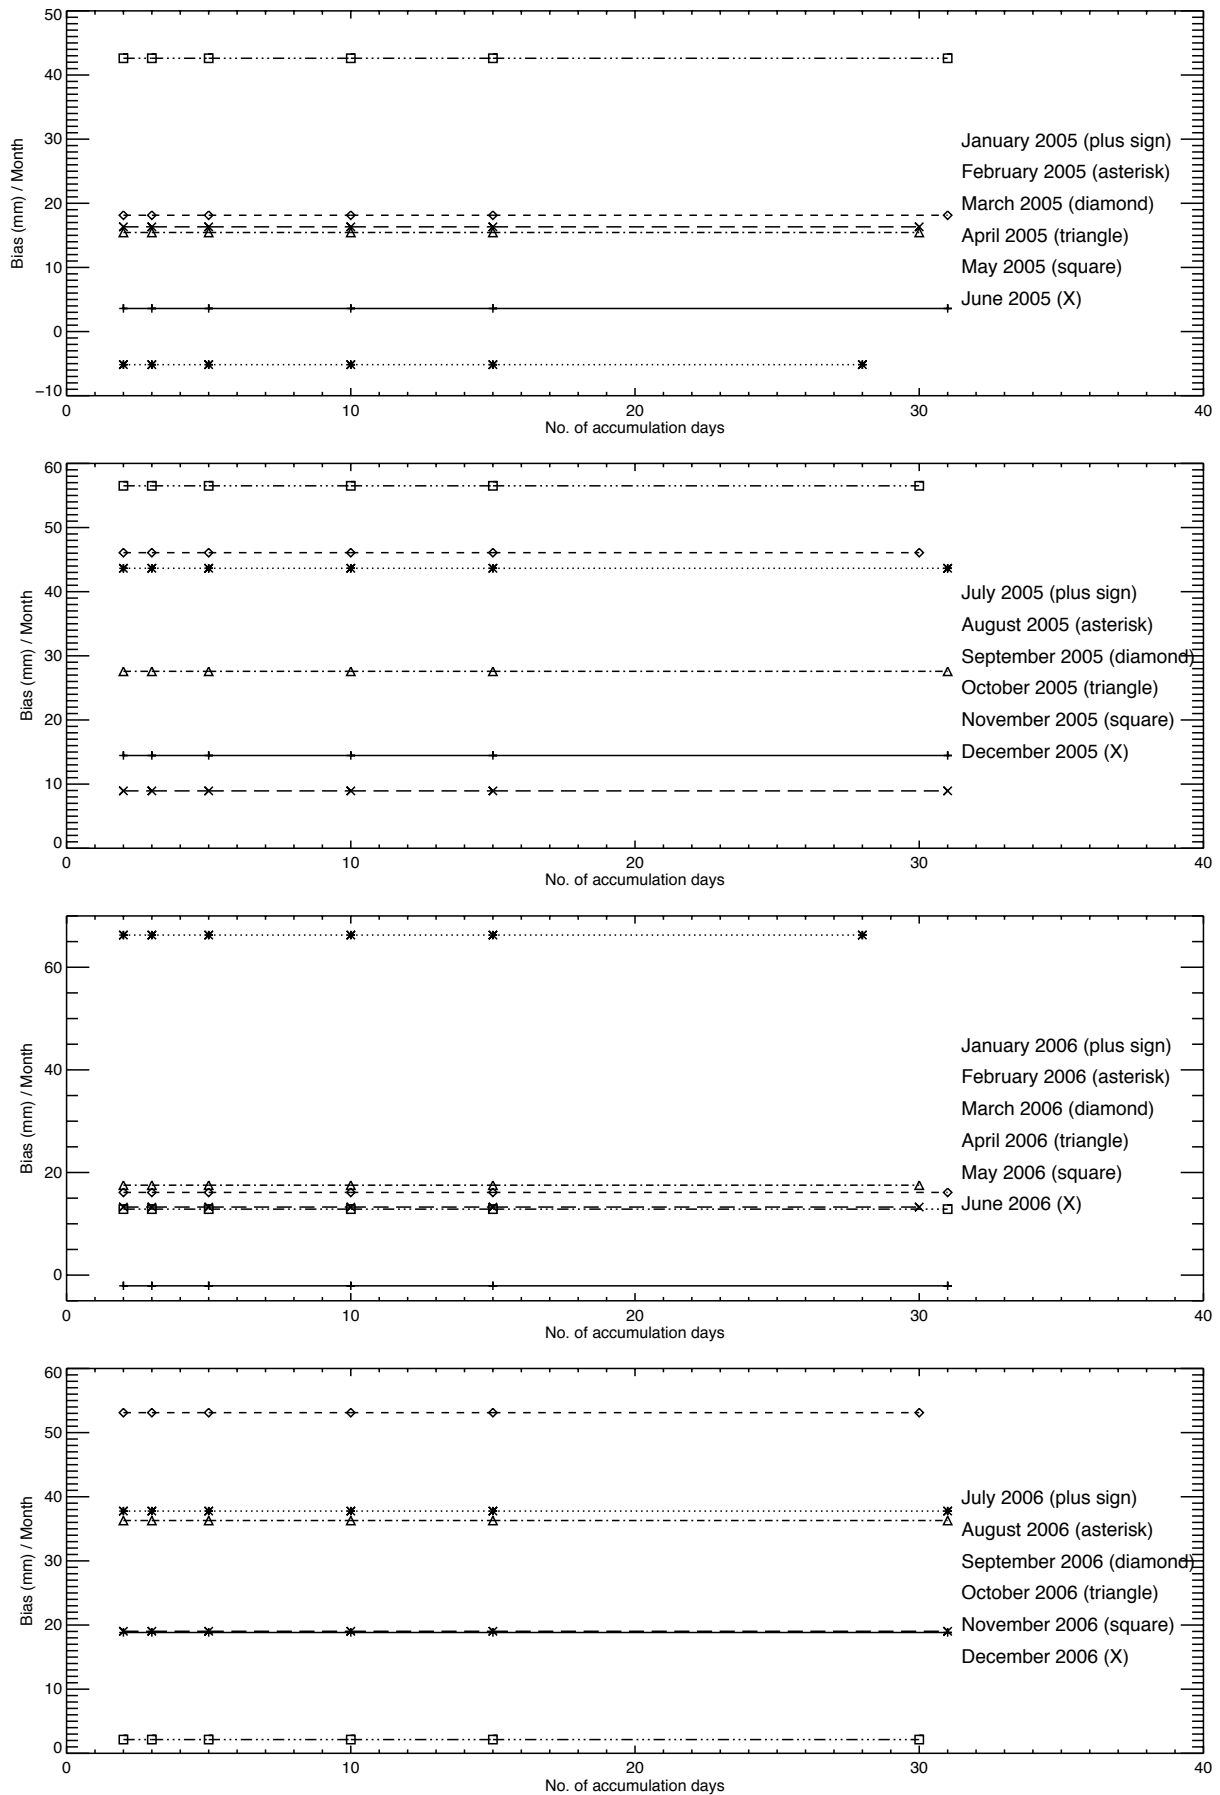 50
40
30
20
10
0
−10
Bias (mm) / Month
January 2005 (plus sign)
February 2005 (asterisk)
March 2005 (diamond)
April 2005 (triangle)
May 2005 (square)
June 2005 (X)
0 10 20 30 40
No. of accumulation days
60
50
40
30
20
10
0
Bias (mm) / Month
July 2005 (plus sign)
August 2005 (asterisk)
September 2005 (diamond)
October 2005 (triangle)
November 2005 (square)
December 2005 (X)
0 10 20 30 40
No. of accumulation days
60
40
20
0
Bias (mm) / Month
January 2006 (plus sign)
February 2006 (asterisk)
March 2006 (diamond)
April 2006 (triangle)
May 2006 (square)
June 2006 (X)
0 10 20 30 40
No. of accumulation days
60
50
40
30
20
10
0
Bias (mm) / Month
July 2006 (plus sign)
August 2006 (asterisk)
September 2006 (diamond)
October 2006 (triangle)
November 2006 (square)
December 2006 (X)
0 10 20 30 40
No. of accumulation days